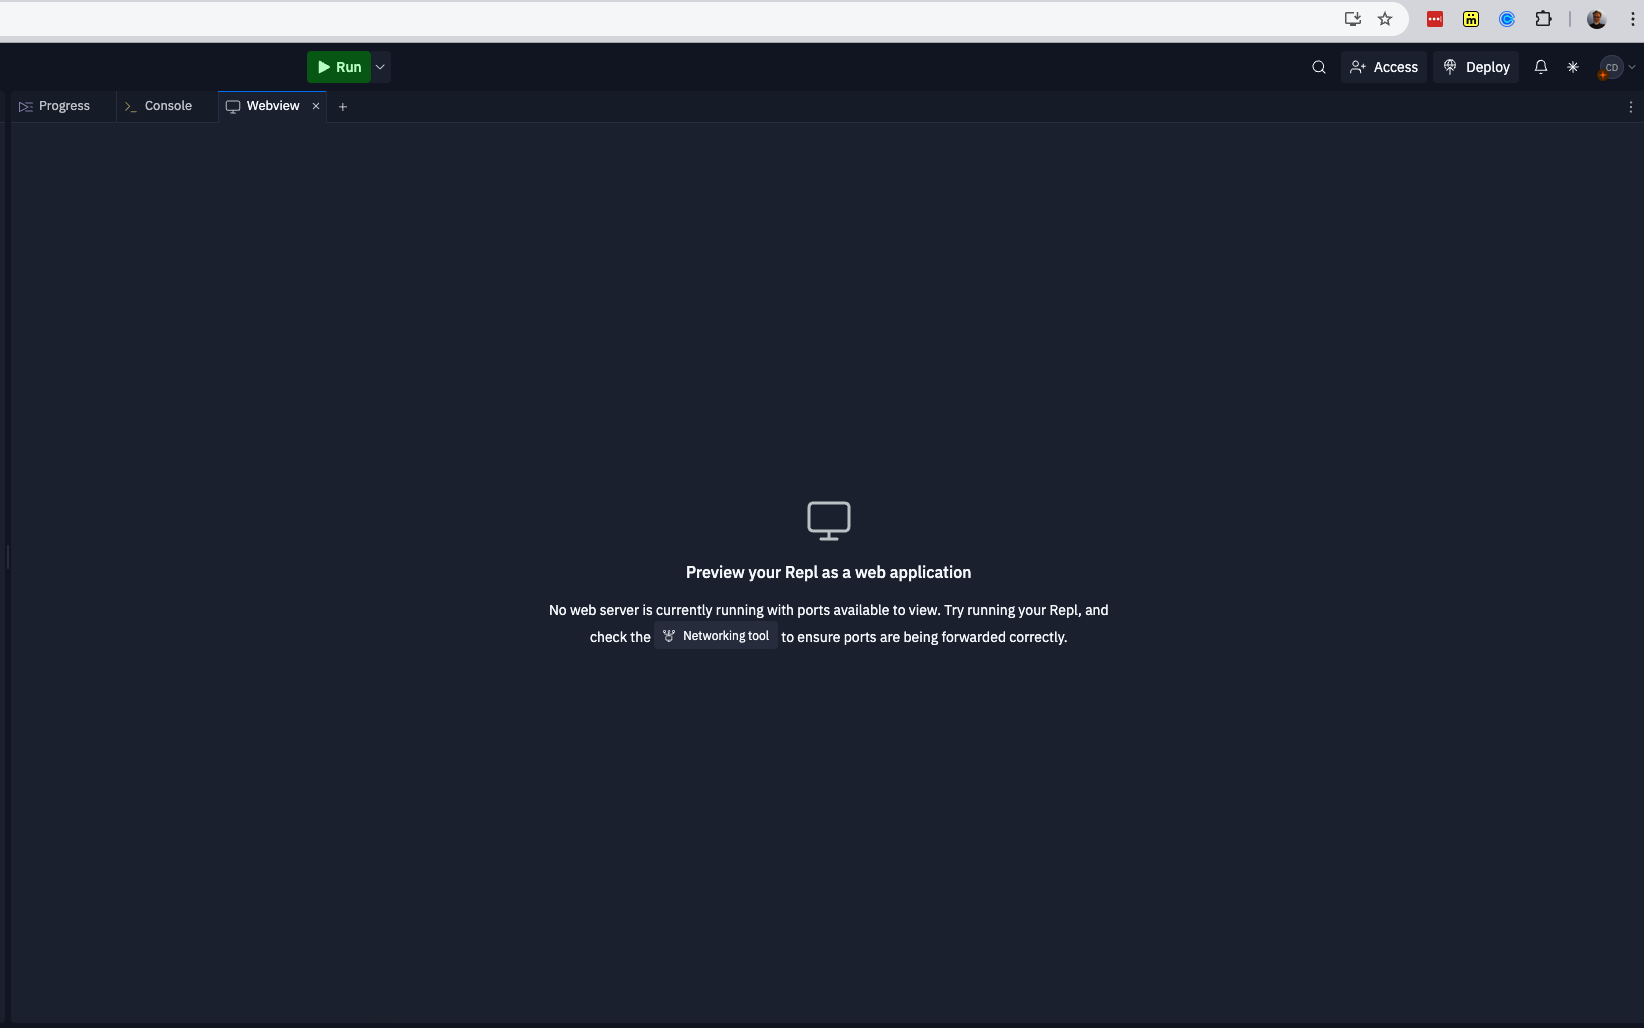 Run
Access
Deploy
CD
Progress
Console
Webview
Preview your Repl as a web application
No web server is currently running with ports available to view. Try running your Repl, and
check the Networking tool to ensure ports are being forwarded correctly.